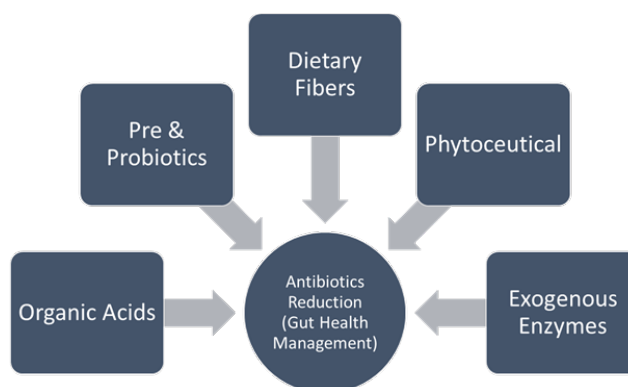 Dietary
Fibers
Pre &
Probiotics
Phytoceutical
Organic Acids
Antibiotics
Reduction
(Gut Health
Management)
Exogenous
Enzymes